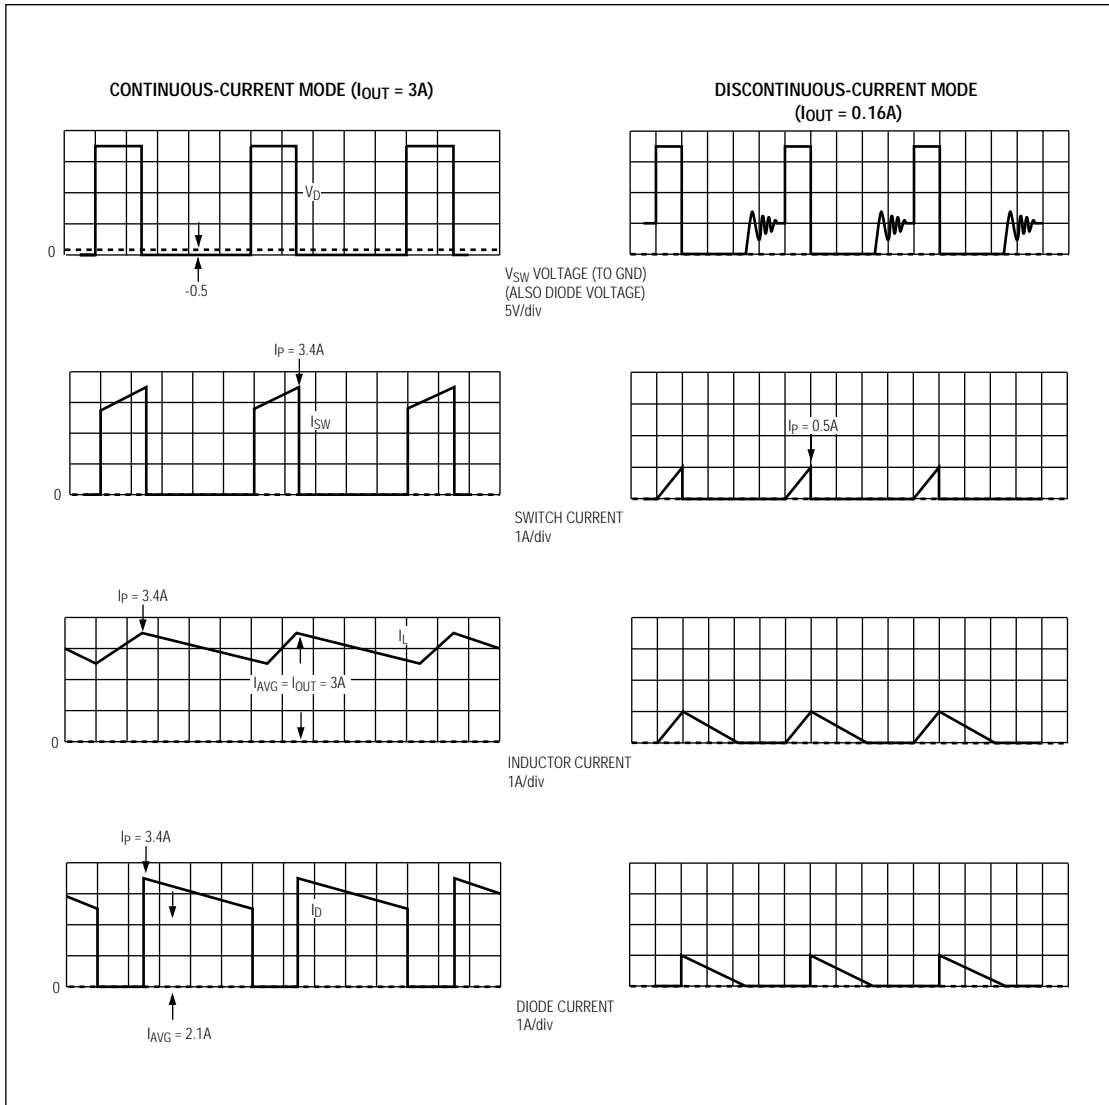 CONTINUOUS-CURRENT MODE (IOUT = 3A)
DISCONTINUOUS-CURRENT MODE
(IOUT = 0.16A)
VD
0
-0.5
VSW VOLTAGE (TO GND)
(ALSO DIODE VOLTAGE)
5V/div
IP = 3.4A
ISW
IP = 0.5A
0
SWITCH CURRENT
1A/div
IP = 3.4A
IL
IAVG = IOUT = 3A
0
INDUCTOR CURRENT
1A/div
IP = 3.4A
ID
0
DIODE CURRENT
1A/div
IAVG = 2.1A